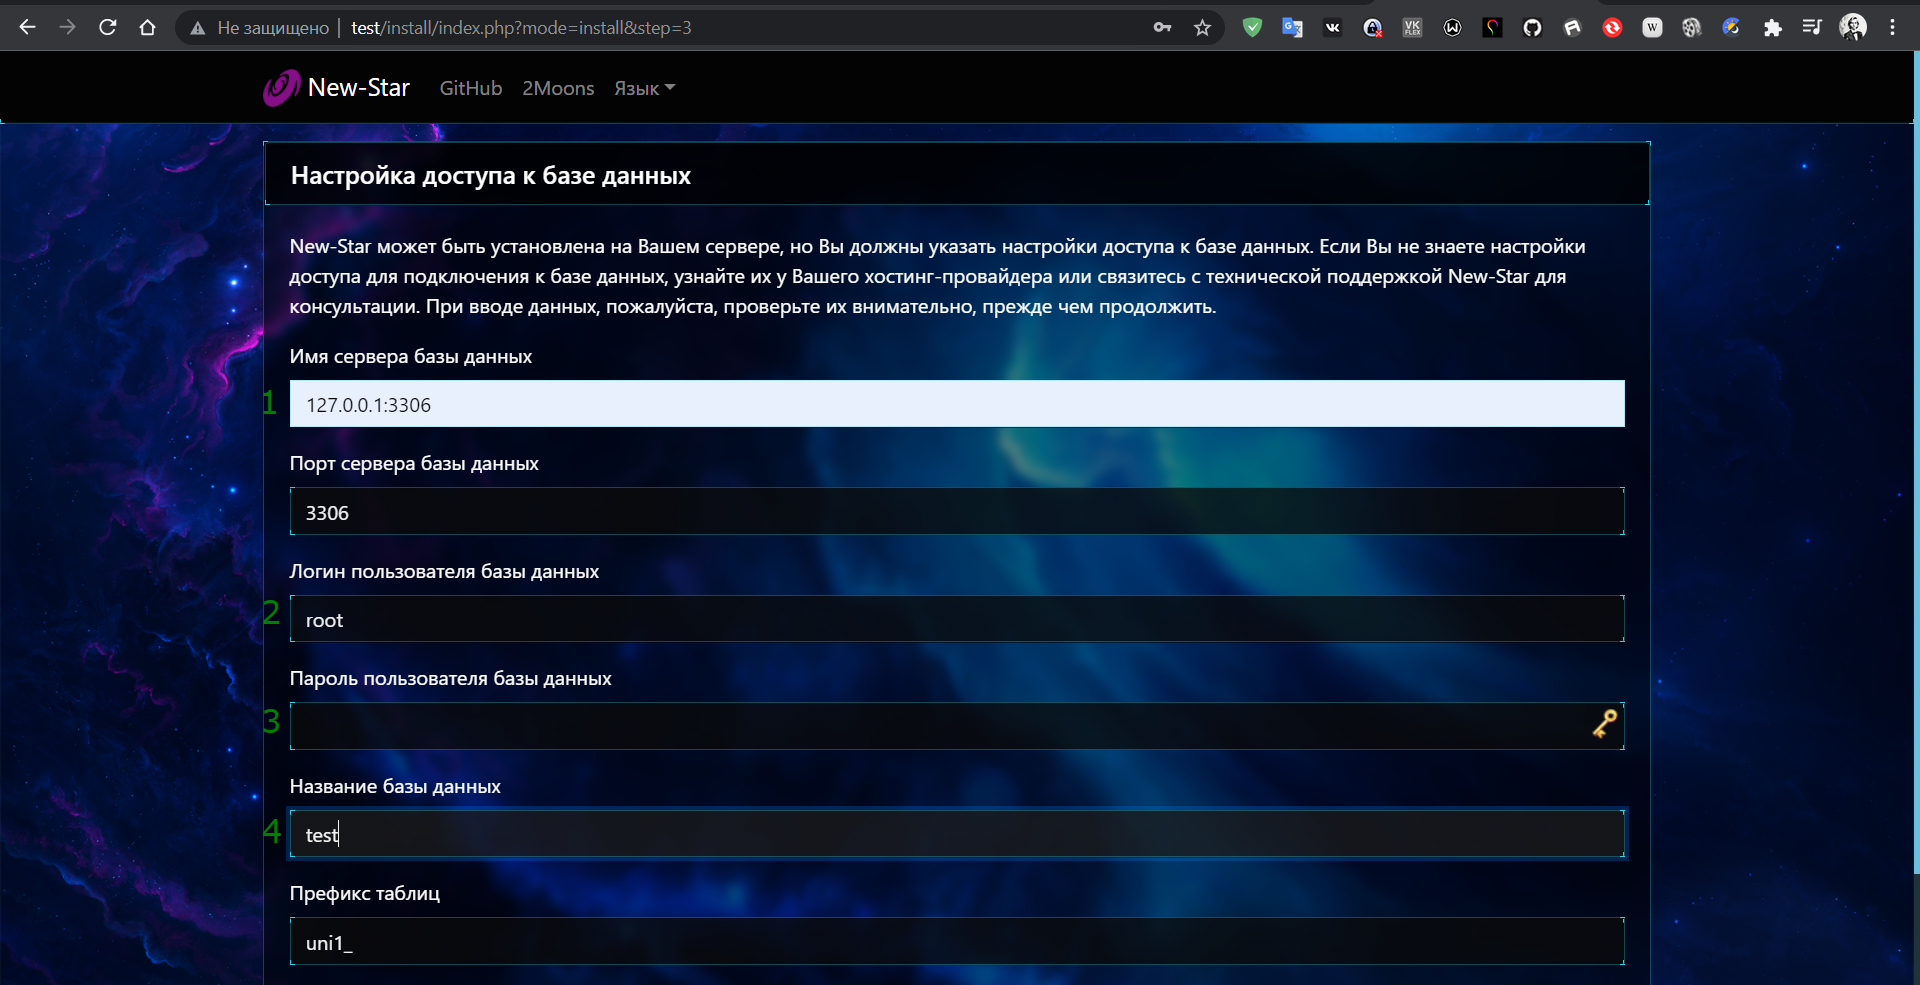 Не защищено | test/install/index.php?mode=install&step=3
VK FLEX
W
New-Star GitHub 2Moons Язык
Настройка доступа к базе данных
New-Star может быть установлена на Вашем сервере, но Вы должны указать настройки доступа к базе данных. Если Вы не знаете настройки
доступа для подключения к базе данных, узнайте их у Вашего хостинг-провайдера или свяжитесь с технической поддержкой New-Star для
консультации. При вводе данных, пожалуйста, проверьте их внимательно, прежде чем продолжить.
Имя сервера базы данных
1 127.0.0.1:3306
Порт сервера базы данных
3306
Логин пользователя базы данных
2 root
Пароль пользователя базы данных
3
Название базы данных
4 test
Префикс таблиц
uni1_